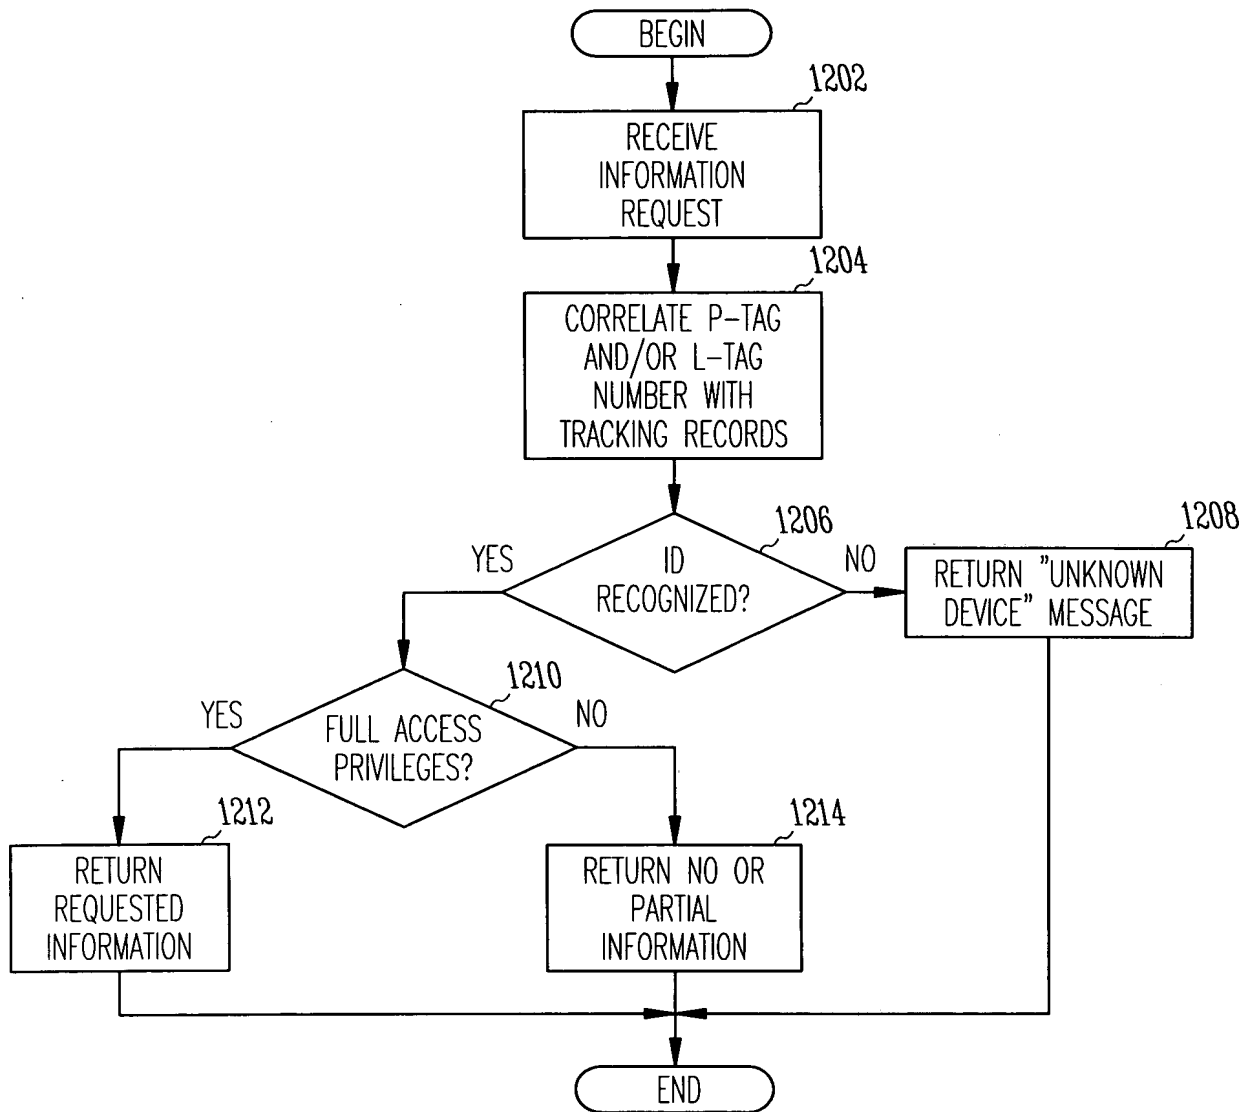 BEGIN
1202
RECEIVE
INFORMATION
REQUEST
1204
CORRELATE P-TAG
AND/OR L-TAG
NUMBER WITH
TRACKING RECORDS
1206
YES
ID
RECOGNIZED?
NO
1208
RETURN "UNKNOWN
DEVICE" MESSAGE
1210
YES
FULL ACCESS
PRIVILEGES?
NO
1212
RETURN
REQUESTED
INFORMATION
1214
RETURN NO OR
PARTIAL
INFORMATION
END